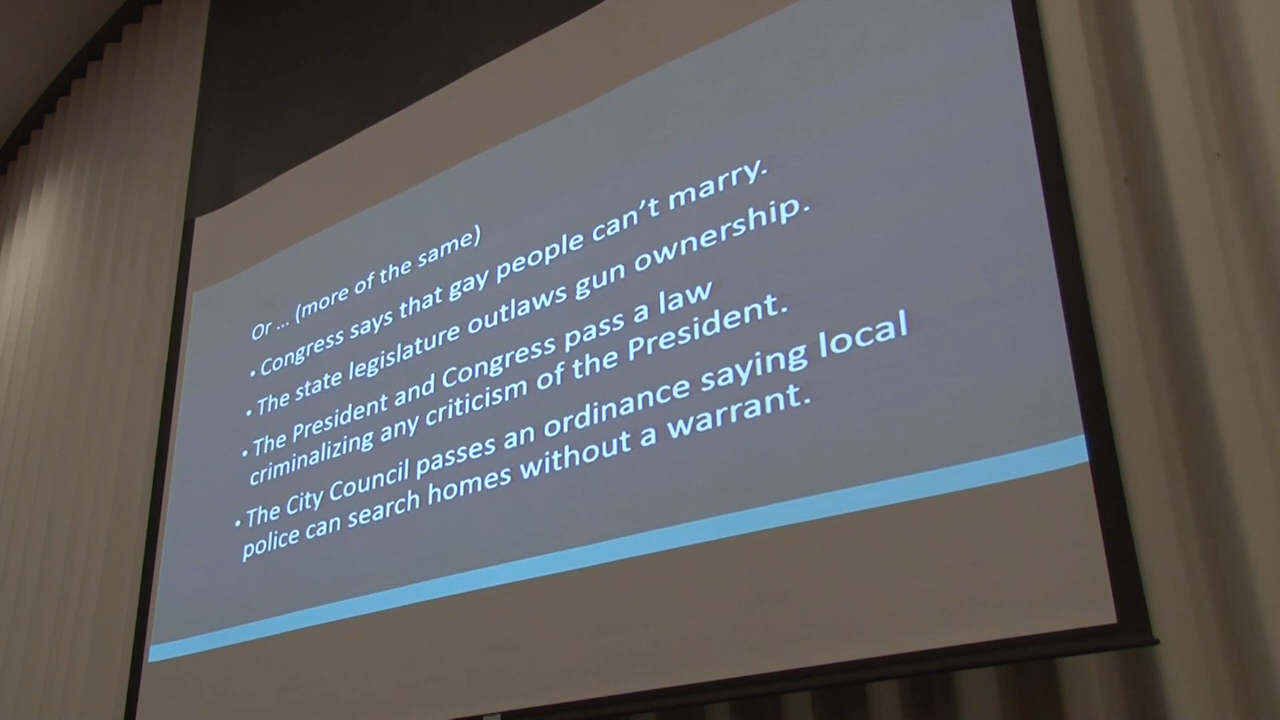 Or ... (more of the same)
• Congress says that gay people can't marry.
• The state legislature outlaws gun ownership.
• The President and Congress pass a law
criminalizing any criticism of the President.
• The City Council passes an ordinance saying local
police can search homes without a warrant.